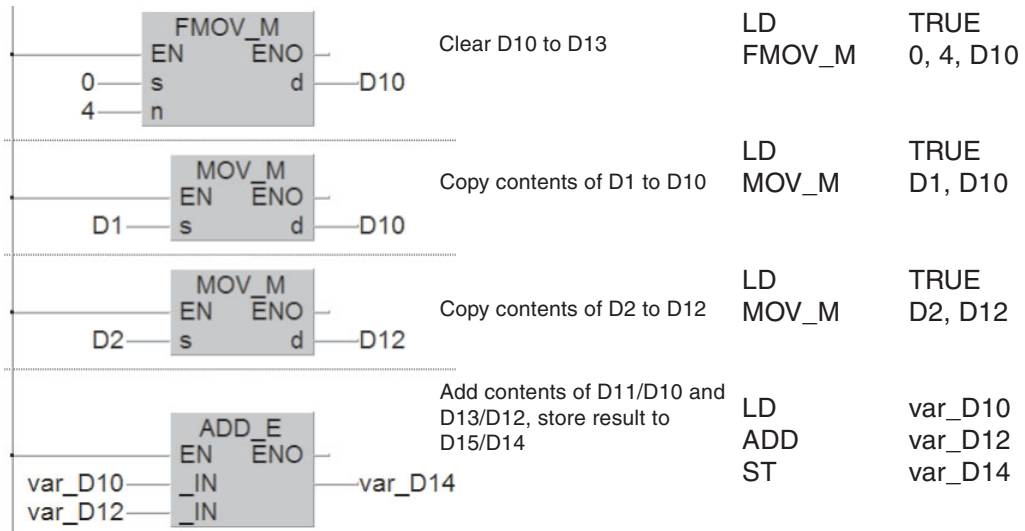 FMOV_M
EN ENO
0 s d D10
4 n
Clear D10 to D13
LD TRUE
FMOV_M 0, 4, D10
MOV_M
EN ENO
D1 s d D10
Copy contents of D1 to D10
LD TRUE
MOV_M D1, D10
MOV_M
EN ENO
D2 s d D12
Copy contents of D2 to D12
LD TRUE
MOV_M D2, D12
ADD_E
EN ENO
var_D10 _IN var_D14
var_D12 _IN
Add contents of D11/D10 and
D13/D12, store result to
D15/D14
LD var_D10
ADD var_D12
ST var_D14